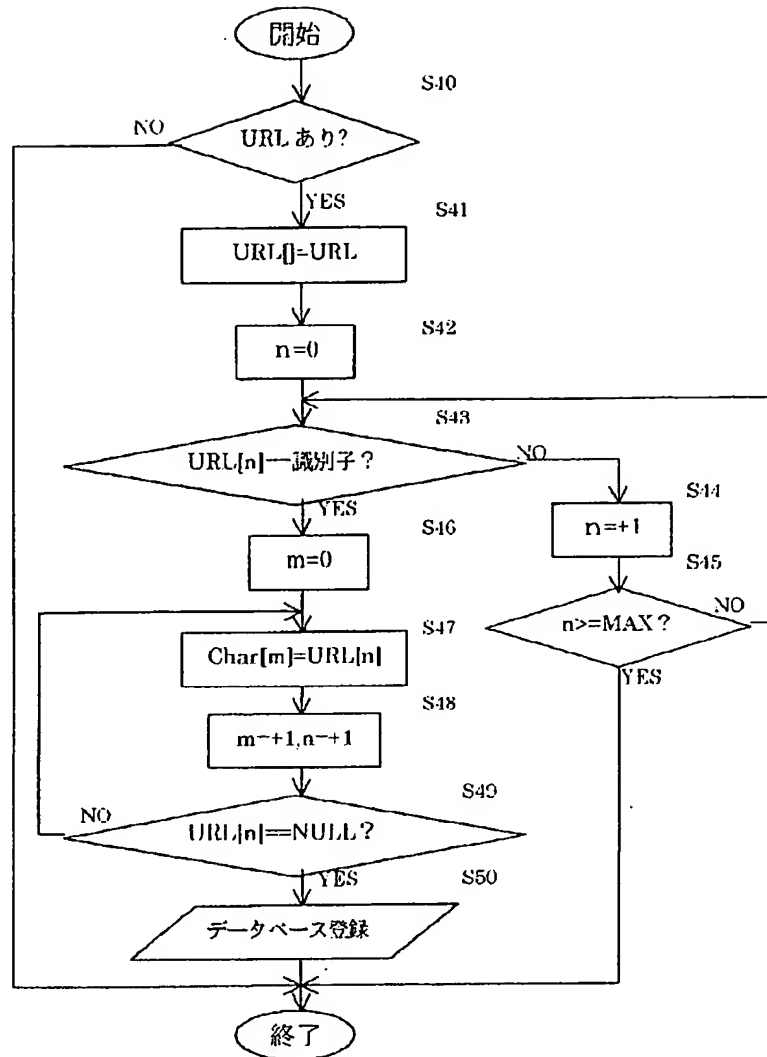 開始
S40
NO
URL あり?
YES
S41
URL[]=URL
S42
n=0
S43
URL[n]==識別子?
NO
YES
S44
n=+1
S46
m=0
S45
n>=MAX?
NO
YES
S47
Char[m]=URL[n]
S48
m=+1,n=+1
S49
NO
URL[n]==NULL?
YES
S50
データベース登録
終了